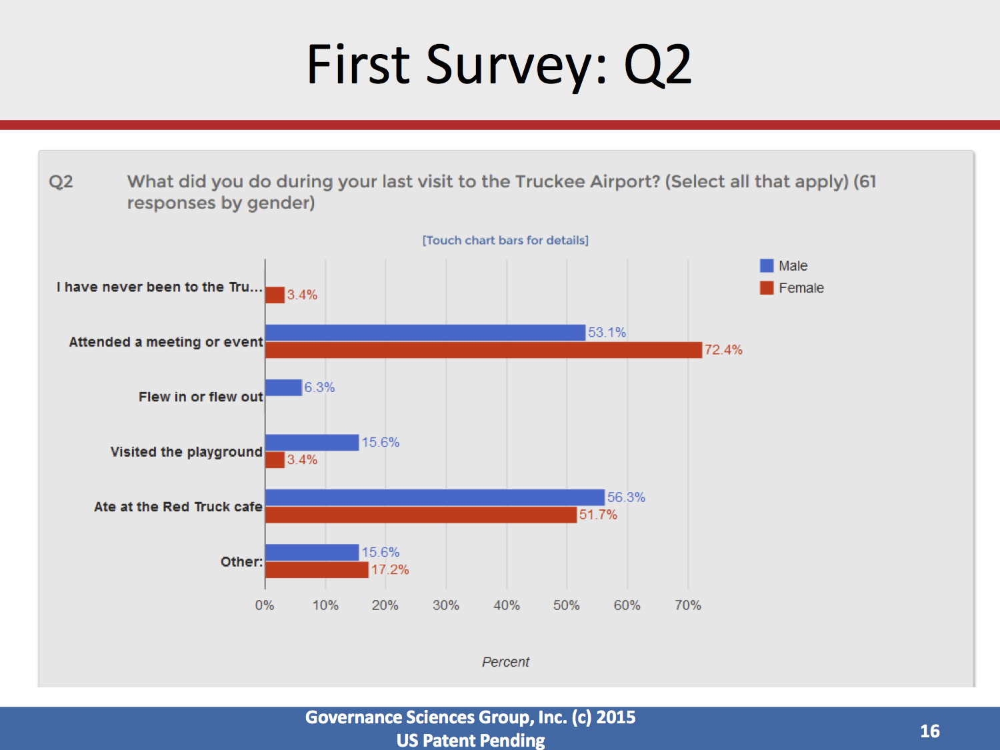 First Survey: Q2
Q2
What did you do during your last visit to the Truckee Airport? (Select all that apply) (61
responses by gender)
[Touch chart bars for details]
Male
Female
I have never been to the Tru...
3.4%
Attended a meeting or event
53.1%
72.4%
Flew in or flew out
6.3%
Visited the playground
15.6%
3.4%
Ate at the Red Truck cafe
56.3%
51.7%
Other:
15.6%
17.2%
0% 10% 20% 30% 40% 50% 60% 70%
Percent
Governance Sciences Group, Inc. (c) 2015
US Patent Pending
16